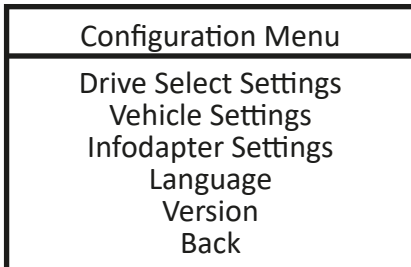 Configuration Menu
Drive Select Settings
Vehicle Settings
Infodapter Settings
Language
Version
Back